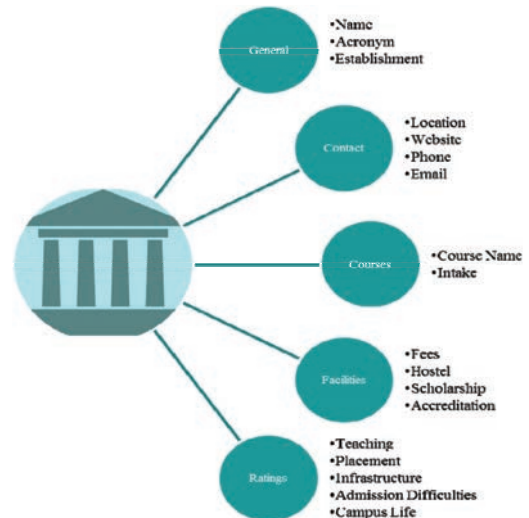 General
•Name
•Acronym
•Establishment
Contact
•Location
•Website
•Phone
•Email
Courses
•Course Name
•Intake
Facilities
•Fees
•Hostel
•Scholarship
•Accreditation
Ratings
•Teaching
•Placement
•Infrastructure
•Admission Difficulties
•Campus Life